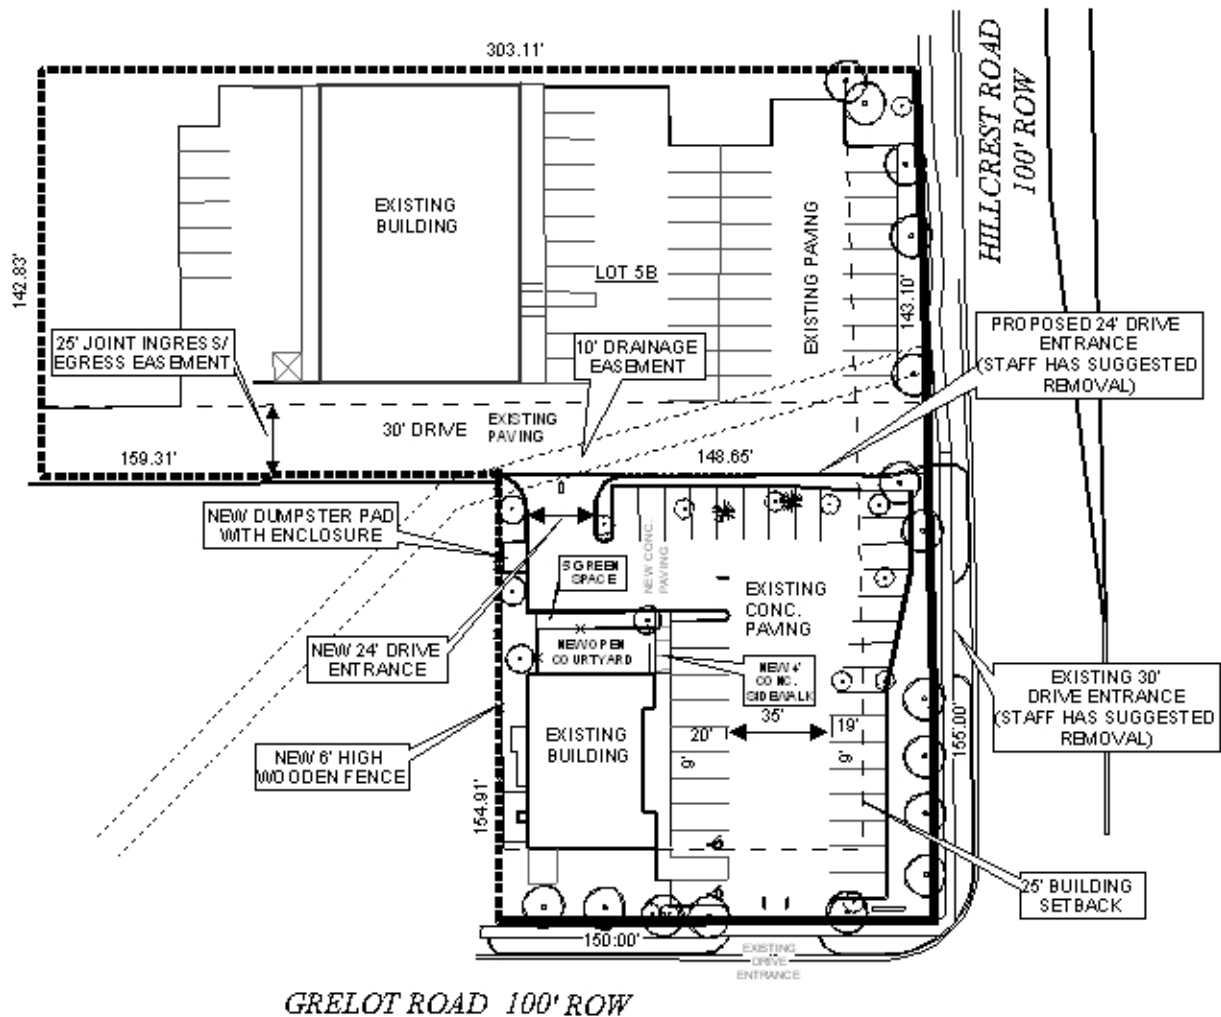 303.11'
HILLCREST ROAD
100' ROW
EXISTING
BUILDING
LOT 5B
EXISTING PAVING
142.83'
143.10'
25' JOINT INGRESS/
EGRESS EASEMENT
10' DRAINAGE
EASEMENT
PROPOSED 24' DRIVE
ENTRANCE
(STAFF HAS SUGGESTED
REMOVAL)
30' DRIVE
EXISTING
PAVING
159.31'
148.65'
NEW DUMPSTER PAD
WITH ENCLOSURE
NEW CONC.
PAVING
GREEN
SPACE
EXISTING
CONC.
PAVING
NEW 24' DRIVE
ENTRANCE
NEW OPEN
COURTYARD
NEW 4'
CONC.
SIDEWALK
EXISTING 30'
DRIVE ENTRANCE
(STAFF HAS SUGGESTED
REMOVAL)
35'
20'
19'
9'
9'
EXISTING
BUILDING
NEW 6' HIGH
WOODEN FENCE
154.91'
155.00'
25' BUILDING
SETBACK
150.00'
EXISTING
DRIVE
ENTRANCE
GRELOT ROAD 100' ROW